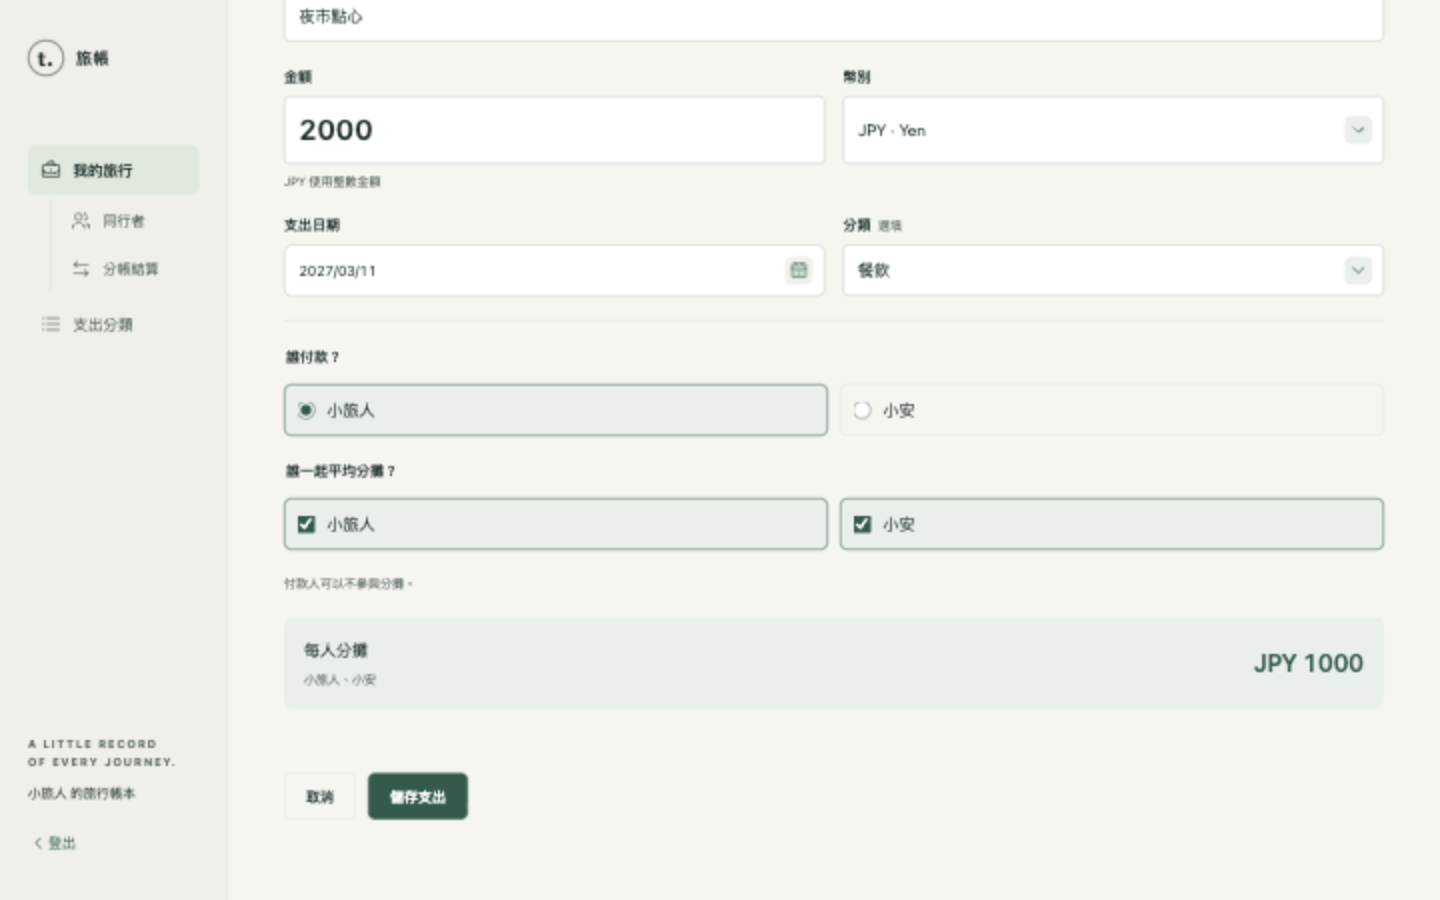 t. 旅帳
我的旅行
同行者
分帳結算
支出分類
A LITTLE RECORD
OF EVERY JOURNEY.
小旅人 的旅行帳本
登出
夜市點心
金額
2000
JPY 使用整數金額
幣別
JPY · Yen
支出日期
2027/03/11
分類 選填
餐飲
誰付款？
小旅人
小安
誰一起平均分攤？
小旅人
小安
付款人可以不參與分攤。
每人分攤
小旅人、小安
JPY 1000
取消
儲存支出